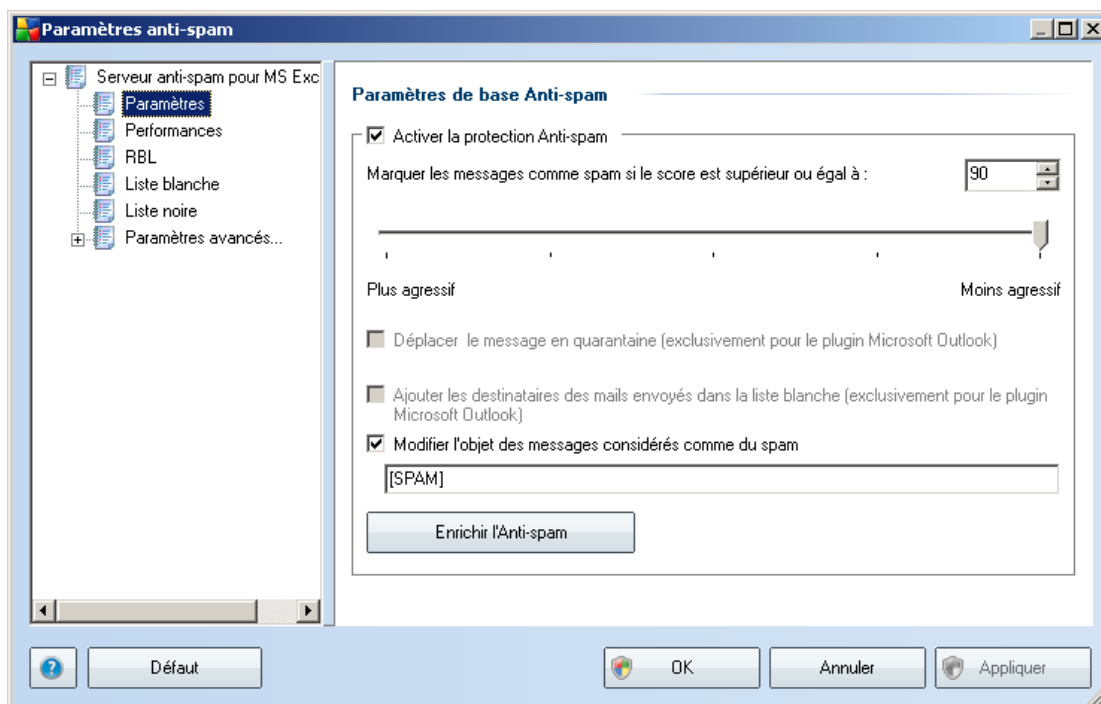 Paramètres anti-spam
Serveur anti-spam pour MS Exc
Paramètres
Performances
RBL
Liste blanche
Liste noire
Paramètres avancés...
Paramètres de base Anti-spam
Activer la protection Anti-spam
Marquer les messages comme spam si le score est supérieur ou égal à :
90
Plus agressif
Moins agressif
Déplacer le message en quarantaine (exclusivement pour le plugin Microsoft Outlook)
Ajouter les destinataires des mails envoyés dans la liste blanche (exclusivement pour le plugin
Microsoft Outlook)
Modifier l'objet des messages considérés comme du spam
[SPAM]
Enrichir l'Anti-spam
?
Défaut
OK
Annuler
Appliquer